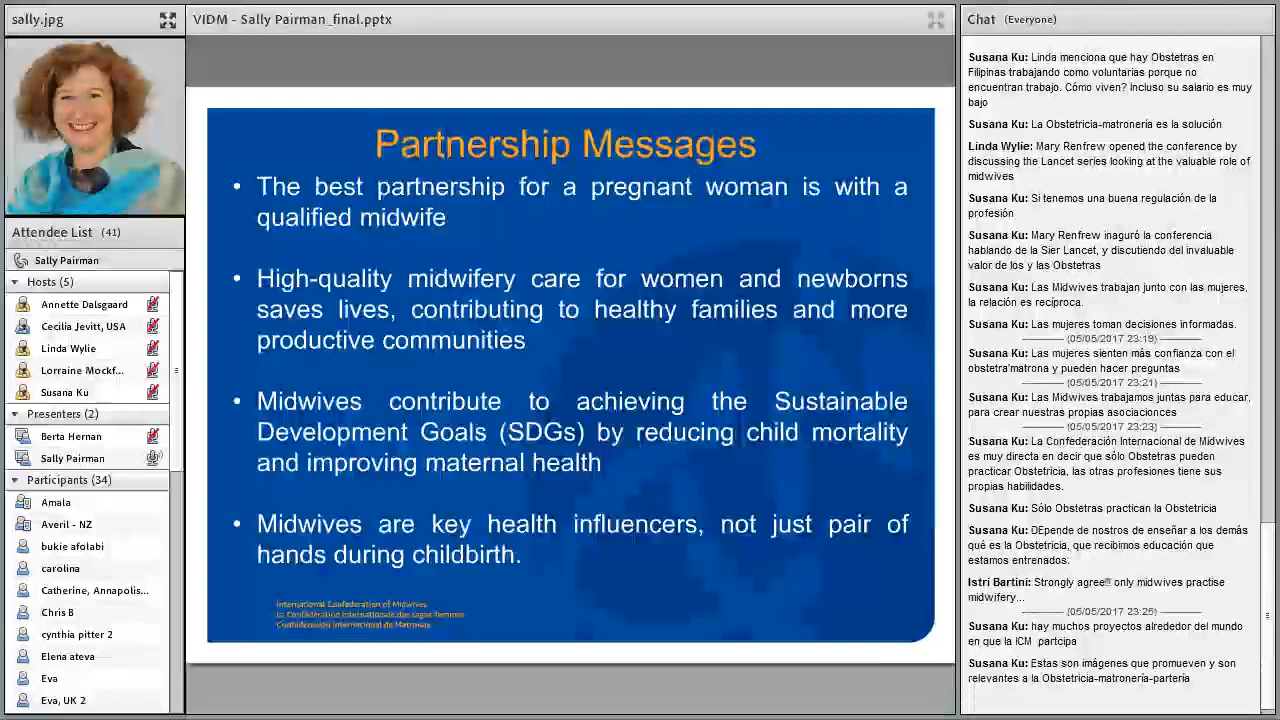 sally.jpg
VIDM - Sally Pairman_final.pptx
Chat (Everyone)
Attendee List (41)
Sally Pairman
Hosts (5)
Annette Dalsgaard
Cecilia Jevitt, USA
Linda Wylie
Lorraine Mockf...
Susana Ku
Presenters (2)
Berta Hernan
Sally Pairman
Participants (34)
Amala
Averil - NZ
bukie afolabi
carolina
Catherine, Annapolis...
Chris B
cynthia pitter 2
Elena ateva
Eva
Eva, UK 2
Partnership Messages
• The best partnership for a pregnant woman is with a
qualified midwife
• High-quality midwifery care for women and newborns
saves lives, contributing to healthy families and more
productive communities
• Midwives contribute to achieving the Sustainable
Development Goals (SDGs) by reducing child mortality
and improving maternal health
• Midwives are key health influencers, not just pair of
hands during childbirth.
International Confederation of Midwives
La Confédération internationale des sages-femmes
Confederación Internacional de Matronas
Susana Ku: Linda menciona que hay Obstetras en
Filipinas trabajando como voluntarias porque no
encuentran trabajo. Cómo viven? Incluso su salario es muy
bajo
Susana Ku: La Obstetricia-matronería es la solución
Linda Wylie: Mary Renfrew opened the conference by
discussing the Lancet series looking at the valuable role of
midwives
Susana Ku: Si tenemos una buena regulación de la
profesión
Susana Ku: Mary Renfrew inaguró la conferencia
hablando de la Sier Lancet, y discutiendo del invaluable
valor de los y las Obstetras
Susana Ku: Las Midwives trabajan junto con las mujeres,
la relación es recíproca.
Susana Ku: Las mujeres toman decisiones informadas.
(05/05/2017 23:19)
Susana Ku: Las mujeres sienten más confianza con el
obstetra'matrona y pueden hacer preguntas
(05/05/2017 23:21)
Susana Ku: Las Midwives trabajamos juntas para educar,
para crear nuestras propias asociacionces
(05/05/2017 23:23)
Susana Ku: La Confederación Internacional de Midwives
es muy directa en decir que sólo Obstetras pueden
practicar Obstetricia, las otras profesiones tiene sus
propias habilidades.
Susana Ku: Sólo Obstetras practican la Obstetricia
Susana Ku: DEpende de nostros de enseñar a los demás
qué es la Obstetricia, que recibimos educación que
estamos entrenados.
Istri Bartini: Strongly agree only midwives practise
midwifery...
(05/05/2017 23:25)
Susana Ku: hay muchos proyectos alrededor del mundo
en que la ICM partcipa
Susana Ku: Estas son imágenes que promueven y son
relevantes a la Obstetricia-matronería-partería